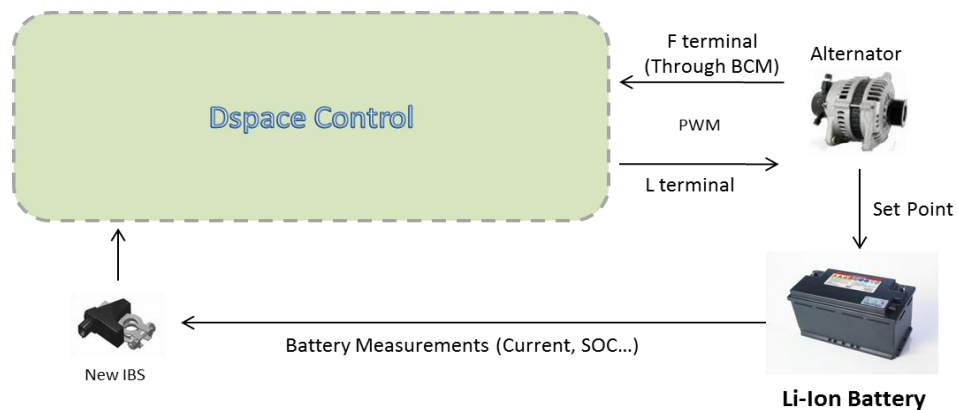 F terminal
(Through BCM)
Alternator
Dspace Control
PWM
L terminal
Set Point
Battery Measurements (Current, SOC...)
New IBS
Li-Ion Battery